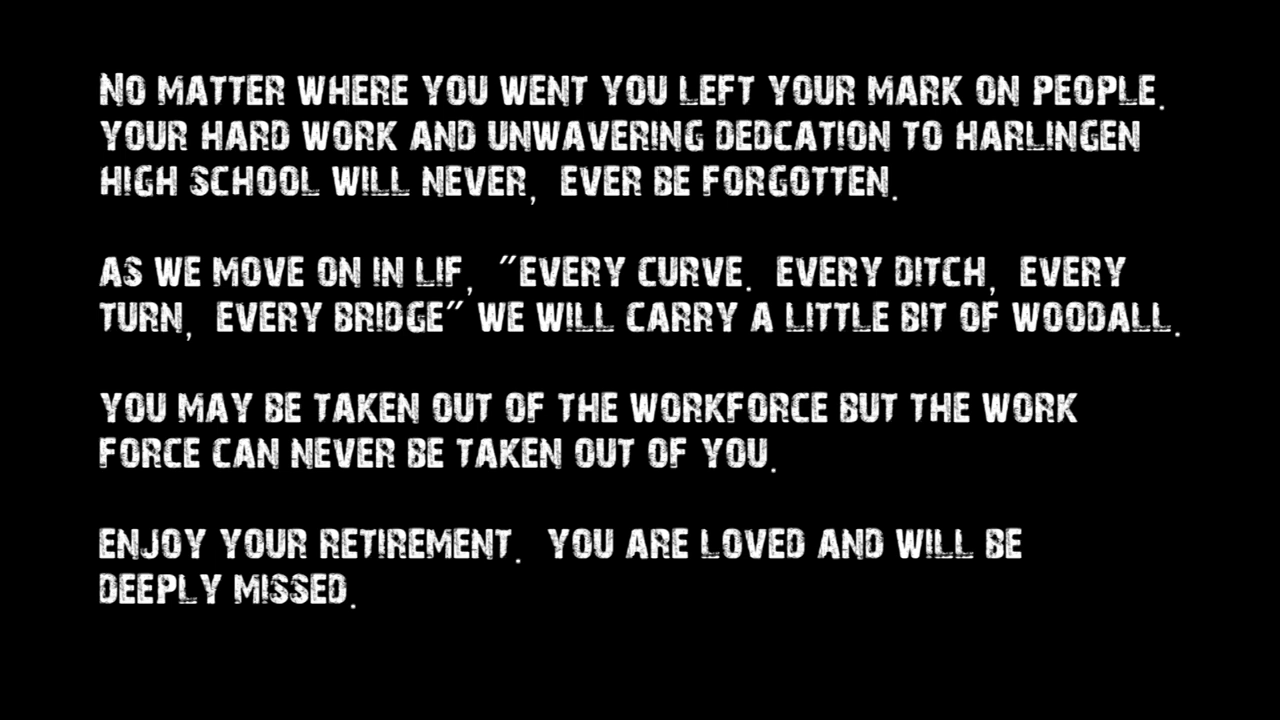 NO MATTER WHERE YOU WENT YOU LEFT YOUR MARK ON PEOPLE.
YOUR HARD WORK AND UNWAVERING DEDCATION TO HARLINGEN
HIGH SCHOOL WILL NEVER, EVER BE FORGOTTEN.
AS WE MOVE ON IN LIF, "EVERY CURVE. EVERY DITCH, EVERY
TURN, EVERY BRIDGE" WE WILL CARRY A LITTLE BIT OF WOODALL.
YOU MAY BE TAKEN OUT OF THE WORKFORCE BUT THE WORK
FORCE CAN NEVER BE TAKEN OUT OF YOU.
ENJOY YOUR RETIREMENT. YOU ARE LOVED AND WILL BE
DEEPLY MISSED.